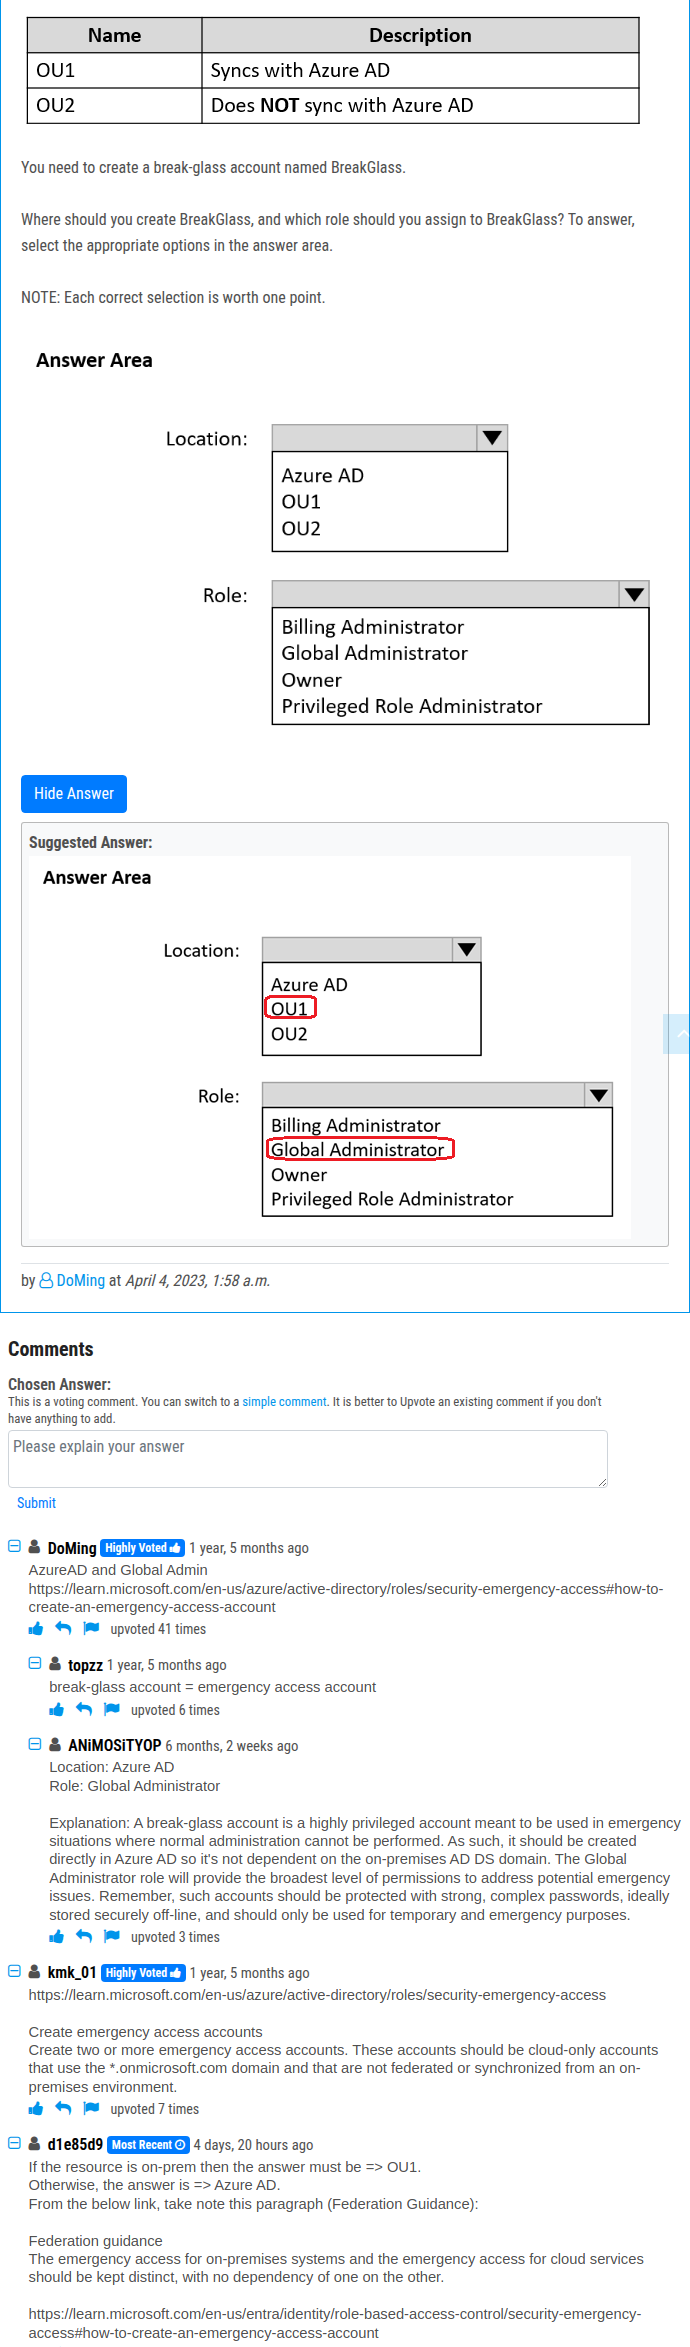 Name Description
OU1 Syncs with Azure AD
OU2 Does NOT sync with Azure AD
You need to create a break-glass account named BreakGlass.
Where should you create BreakGlass, and which role should you assign to BreakGlass? To answer,
select the appropriate options in the answer area.
NOTE: Each correct selection is worth one point.
Answer Area
Location:
Azure AD
OU1
OU2
Role:
Billing Administrator
Global Administrator
Owner
Privileged Role Administrator
Hide Answer
Suggested Answer:
Answer Area
Location:
Azure AD
OU1
OU2
Role:
Billing Administrator
Global Administrator
Owner
Privileged Role Administrator
by DoMing at April 4, 2023, 1:58 a.m.
Comments
Chosen Answer:
This is a voting comment. You can switch to a simple comment. It is better to Upvote an existing comment if you don't
have anything to add.
Please explain your answer
Submit
DoMing Highly Voted 1 year, 5 months ago
AzureAD and Global Admin
https://learn.microsoft.com/en-us/azure/active-directory/roles/security-emergency-access#how-to-
create-an-emergency-access-account
upvoted 41 times
topzz 1 year, 5 months ago
break-glass account = emergency access account
upvoted 6 times
ANiMOSiTYOP 6 months, 2 weeks ago
Location: Azure AD
Role: Global Administrator
Explanation: A break-glass account is a highly privileged account meant to be used in emergency
situations where normal administration cannot be performed. As such, it should be created
directly in Azure AD so it's not dependent on the on-premises AD DS domain. The Global
Administrator role will provide the broadest level of permissions to address potential emergency
issues. Remember, such accounts should be protected with strong, complex passwords, ideally
stored securely off-line, and should only be used for temporary and emergency purposes.
upvoted 3 times
kmk_01 Highly Voted 1 year, 5 months ago
https://learn.microsoft.com/en-us/azure/active-directory/roles/security-emergency-access
Create emergency access accounts
Create two or more emergency access accounts. These accounts should be cloud-only accounts
that use the *.onmicrosoft.com domain and that are not federated or synchronized from an on-
premises environment.
upvoted 7 times
d1e85d9 Most Recent 4 days, 20 hours ago
If the resource is on-prem then the answer must be => OU1.
Otherwise, the answer is => Azure AD.
From the below link, take note this paragraph (Federation Guidance):
Federation guidance
The emergency access for on-premises systems and the emergency access for cloud services
should be kept distinct, with no dependency of one on the other.
https://learn.microsoft.com/en-us/entra/identity/role-based-access-control/security-emergency-
access#how-to-create-an-emergency-access-account